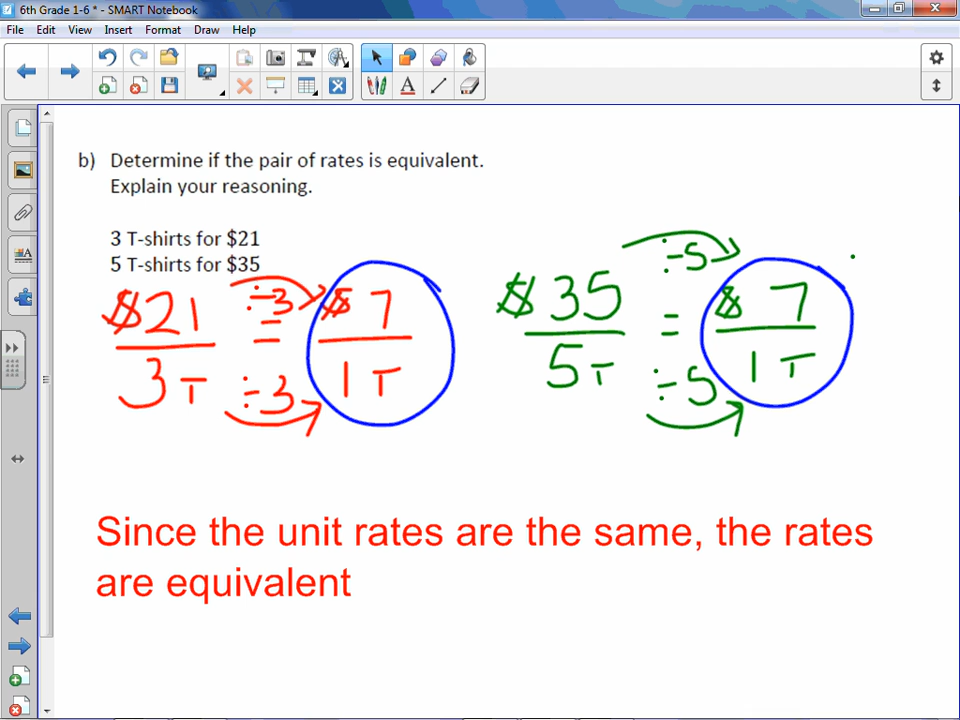 6th Grade 1-6 * - SMART Notebook
File Edit View Insert Format Draw Help
b) Determine if the pair of rates is equivalent.
Explain your reasoning.
3 T-shirts for $21
5 T-shirts for $35
$21 ÷3 = $7
3T ÷3 1T
$35 ÷5 = $7
5T ÷5 1T
Since the unit rates are the same, the rates
are equivalent